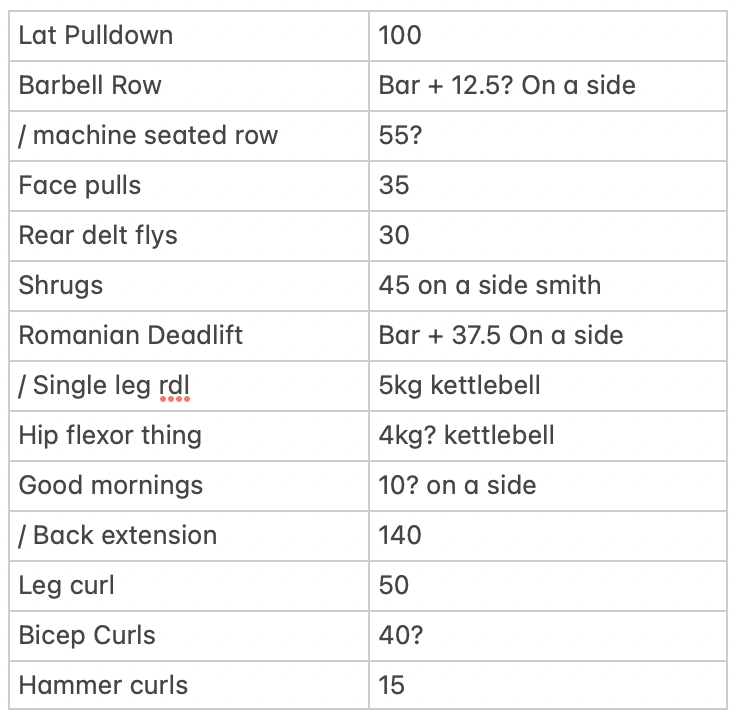 Lat Pulldown 100
Barbell Row Bar + 12.5? On a side
/ machine seated row 55?
Face pulls 35
Rear delt flys 30
Shrugs 45 on a side smith
Romanian Deadlift Bar + 37.5 On a side
/ Single leg rdl 5kg kettlebell
Hip flexor thing 4kg? kettlebell
Good mornings 10? on a side
/ Back extension 140
Leg curl 50
Bicep Curls 40?
Hammer curls 15